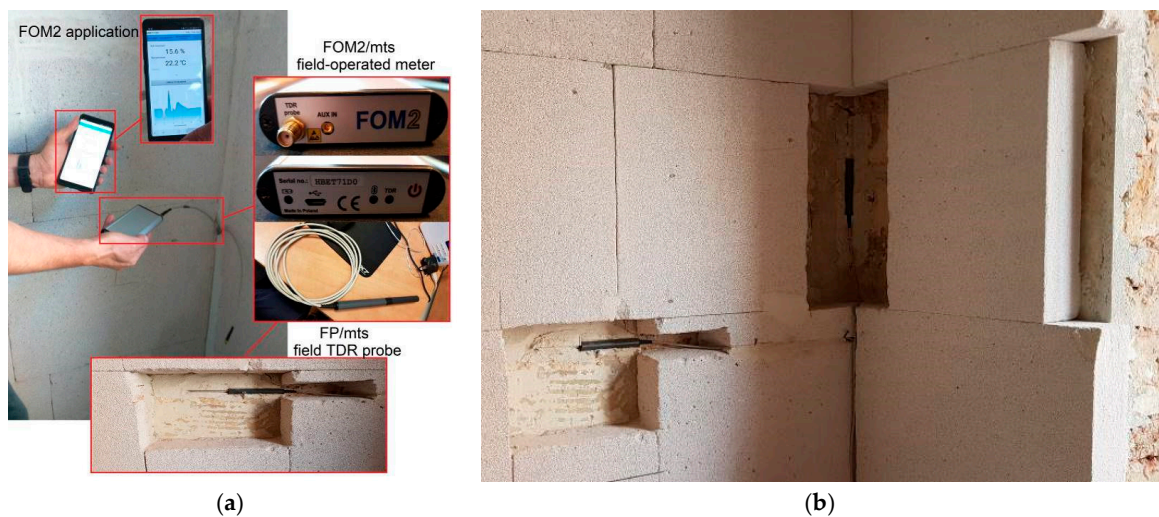 FOM2 application
13.6 %
22.2 °C
FOM2/mts
field-operated meter
TDR
probe
AUX IN
FOM2
Serial no.: HBET71D0
TDR
Made in Poland
CE
FP/mts
field TDR probe
(a)
(b)